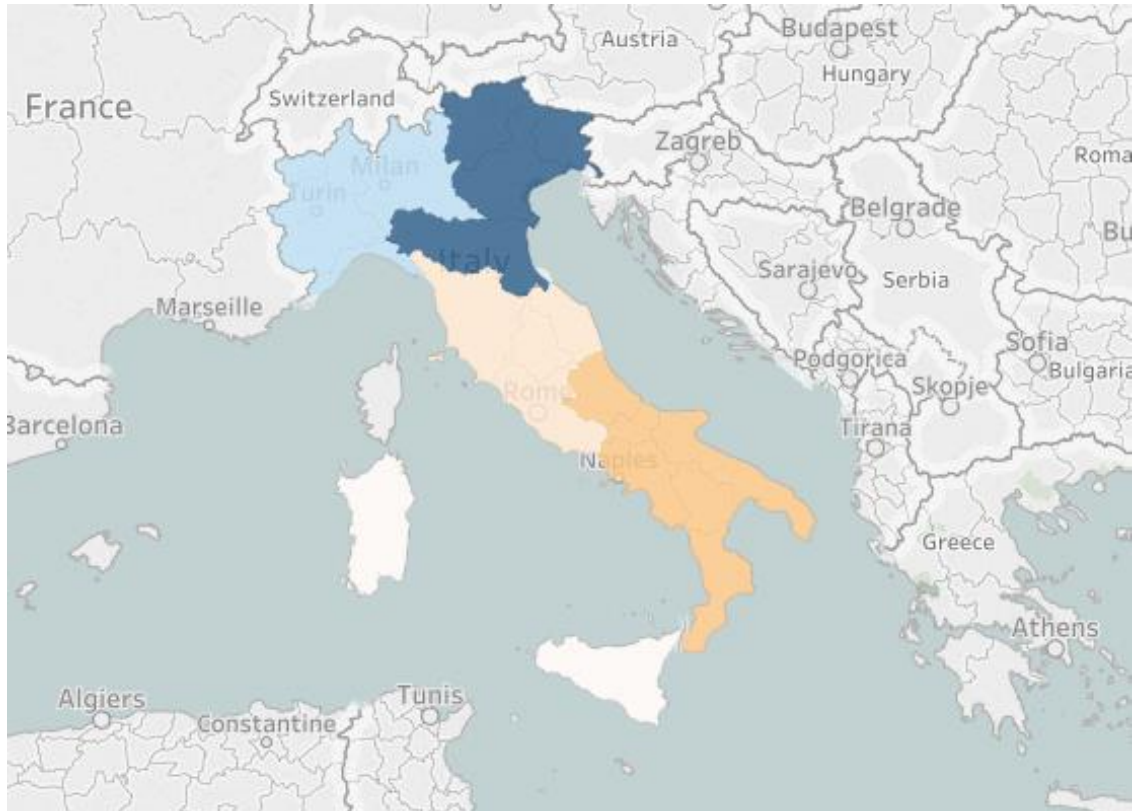 Budapest
Austria
Hungary
France
Switzerland
Zagreb
Milan
Roma
Turin
Belgrade
Bu
Italy
Sarajevo
Serbia
Marseille
Sofia
Podgorica
Bulgaria
Skopje
Rome
Barcelona
Tirana
Naples
Greece
Athens
Algiers
Tunis
Constantine